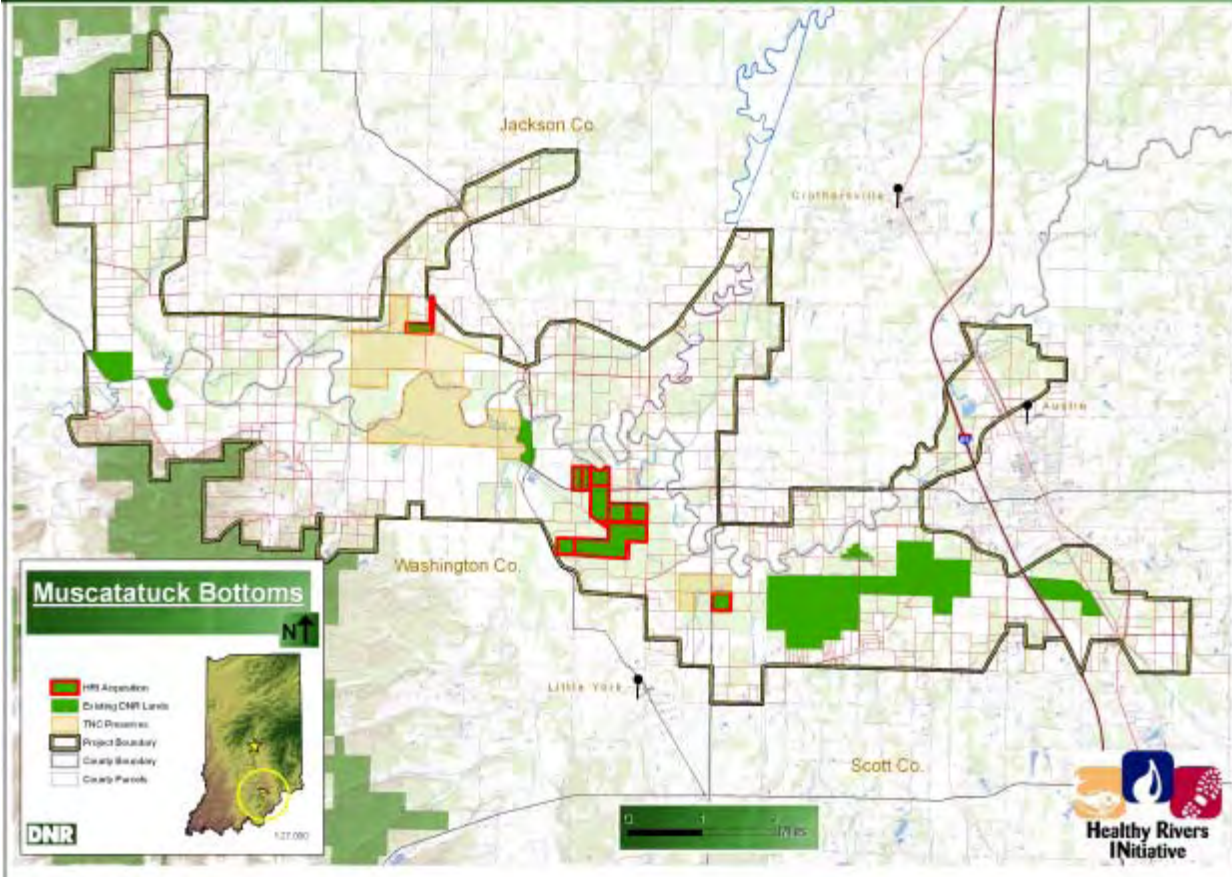 Jackson Co.
Crothersville
Austin
Washington Co.
Little York
Scott Co.
Muscatatuck Bottoms
N
HRI Acquisition
Existing DNR Lands
TNC Preserves
Project Boundary
County Boundary
County Parcels
DNR
0 1
Miles
Healthy Rivers
INitiative